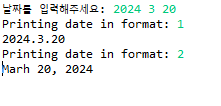 날짜를 입력해주세요: 2024 3 20
Printing date in format: 1
2024.3.20
Printing date in format: 2
Marh 20, 2024